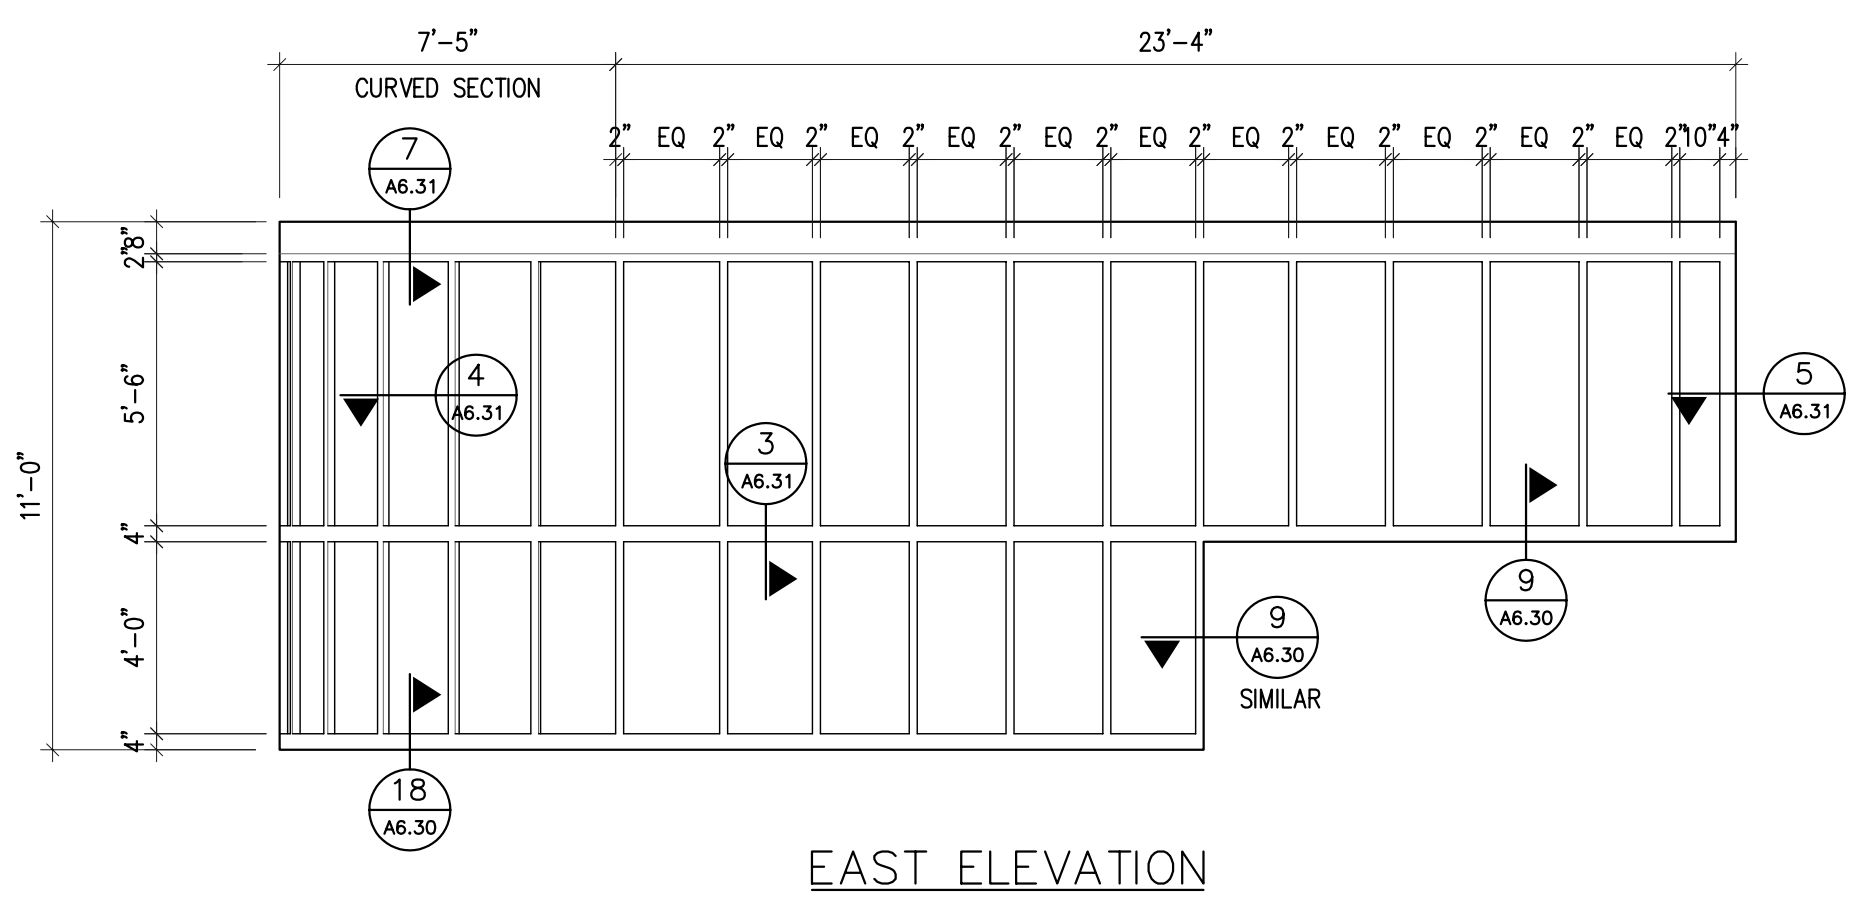 7’-5” 23’-4”
CURVED SECTION
2” EQ 2” EQ 2” EQ 2” EQ 2” EQ 2” EQ 2” EQ 2” EQ 2” EQ 2” EQ 2” EQ 2” 10” 4”
7
A6.31
8”
2”
5’-6”
4
A6.31
5
A6.31
3
A6.31
11’-0”
4”
9
A6.30
4’-0”
9
A6.30
SIMILAR
4”
18
A6.30
EAST ELEVATION